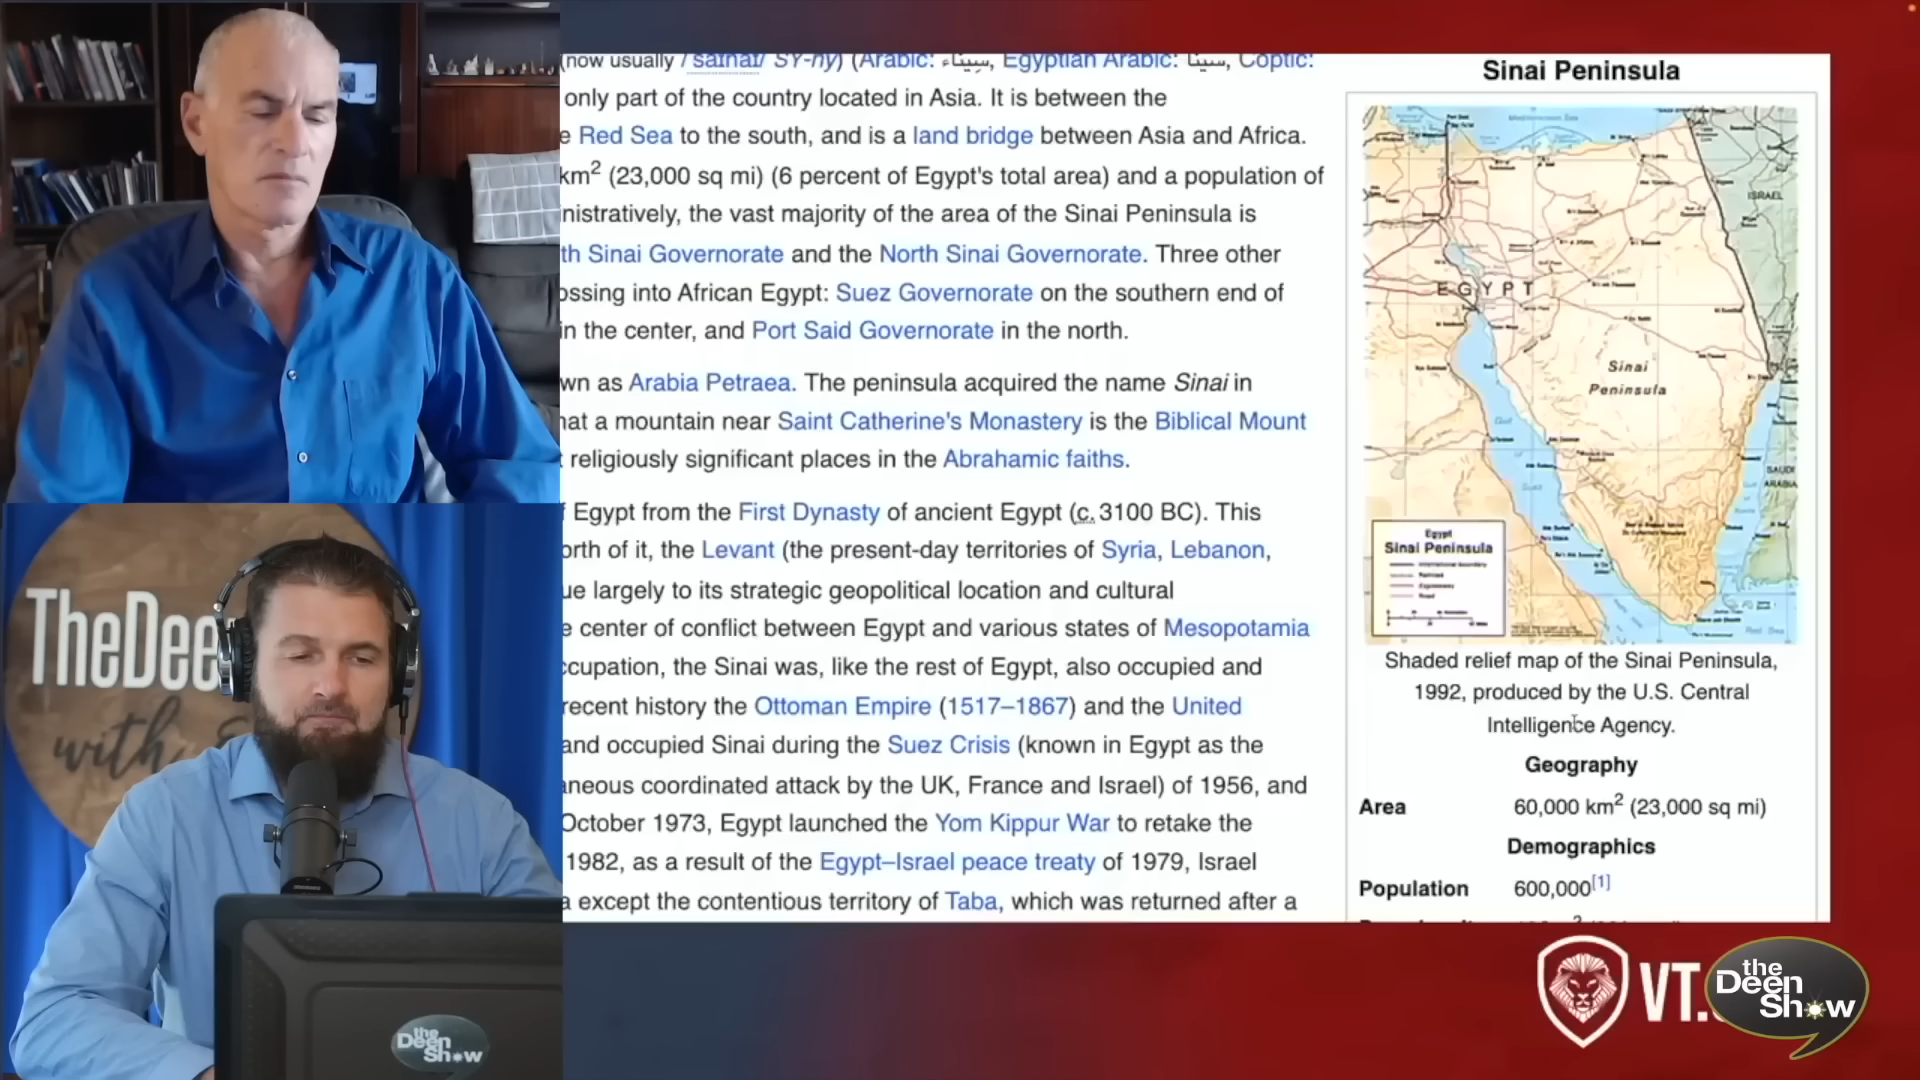 (now usually /ˈsaɪnaɪ/ SY-ny) (Arabic: سِينَاء, Egyptian Arabic: سينا, Coptic:
only part of the country located in Asia. It is between the
e Red Sea to the south, and is a land bridge between Asia and Africa.
km2 (23,000 sq mi) (6 percent of Egypt's total area) and a population of
nistratively, the vast majority of the area of the Sinai Peninsula is
th Sinai Governorate and the North Sinai Governorate. Three other
ossing into African Egypt: Suez Governorate on the southern end of
in the center, and Port Said Governorate in the north.
wn as Arabia Petraea. The peninsula acquired the name Sinai in
hat a mountain near Saint Catherine's Monastery is the Biblical Mount
t religiously significant places in the Abrahamic faiths.
f Egypt from the First Dynasty of ancient Egypt (c. 3100 BC). This
orth of it, the Levant (the present-day territories of Syria, Lebanon,
ue largely to its strategic geopolitical location and cultural
e center of conflict between Egypt and various states of Mesopotamia
ccupation, the Sinai was, like the rest of Egypt, also occupied and
recent history the Ottoman Empire (1517–1867) and the United
and occupied Sinai during the Suez Crisis (known in Egypt as the
aneous coordinated attack by the UK, France and Israel) of 1956, and
October 1973, Egypt launched the Yom Kippur War to retake the
1982, as a result of the Egypt–Israel peace treaty of 1979, Israel
a except the contentious territory of Taba, which was returned after a
Sinai Peninsula
Mediterranean Sea
ISRAEL
EGYPT
Sinai
Peninsula
SAUDI
ARABIA
Egypt
Sinai Peninsula
Red Sea
Shaded relief map of the Sinai Peninsula,
1992, produced by the U.S. Central
Intelligence Agency.
Geography
Area 60,000 km2 (23,000 sq mi)
Demographics
Population 600,000[1]
TheDee
with
the
Deen
Show
VT.
the
Deen
Show